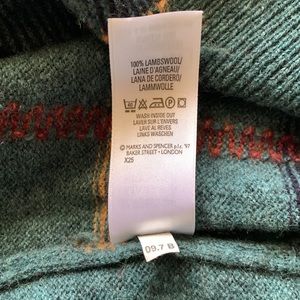 100% LAMBSWOOL/
LAINE D'AGNEAU/
LANA DE CORDERO/
LAMMWOLLE
WASH INSIDE OUT
LAVER SUR L'ENVERS
LAVE AL REVES
LINKS WASCHEN
© MARKS AND SPENCER p.l.c. '97
BAKER STREET • LONDON
X25
09.7 B